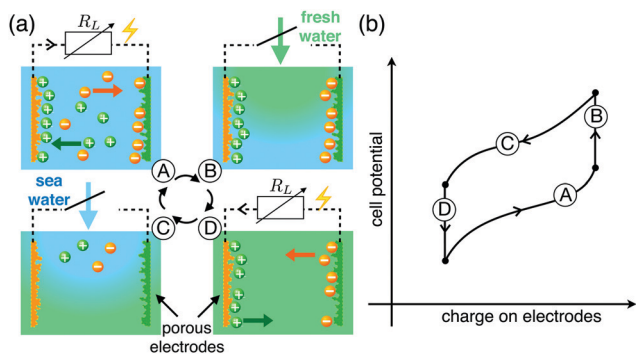 (a)
R_L
fresh
water
+ + + + + + + + + + +
− − − − − − − − −
A
B
C
D
sea
water
R_L
porous
electrodes
(b)
cell potential
B
C
D
A
charge on electrodes